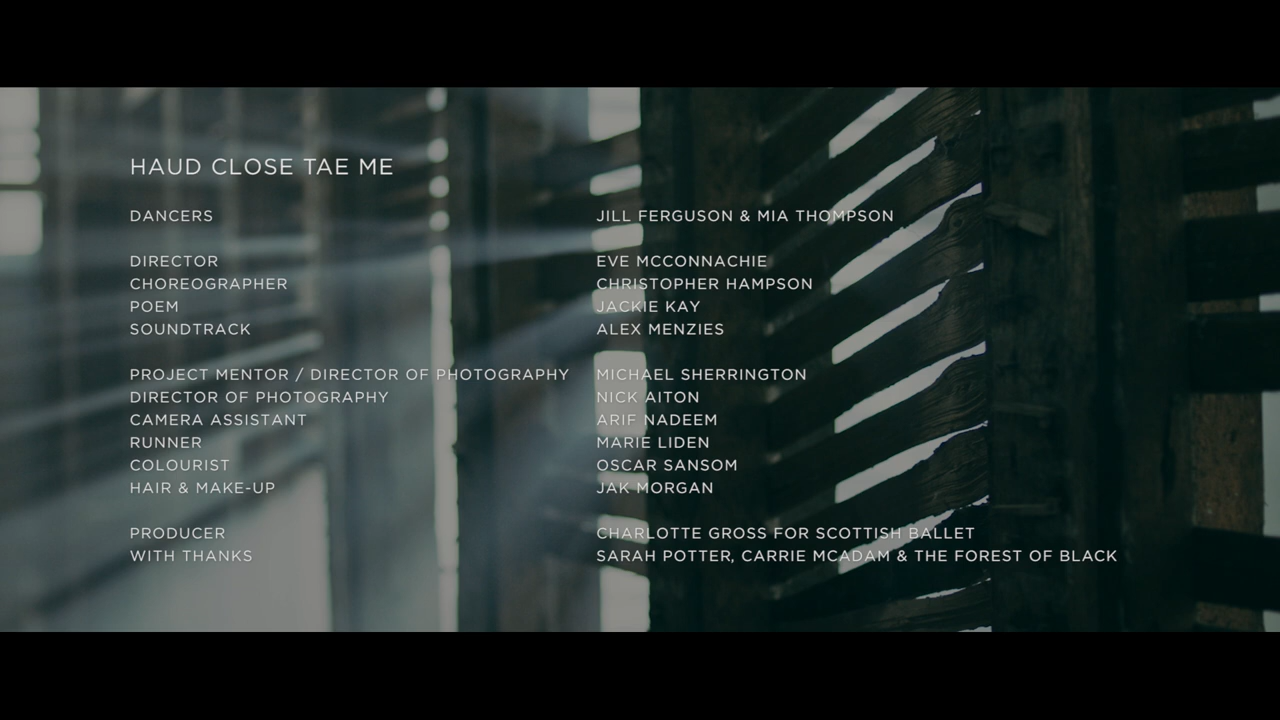 HAUD CLOSE TAE ME
DANCERS JILL FERGUSON & MIA THOMPSON
DIRECTOR EVE MCCONNACHIE
CHOREOGRAPHER CHRISTOPHER HAMPSON
POEM JACKIE KAY
SOUNDTRACK ALEX MENZIES
PROJECT MENTOR / DIRECTOR OF PHOTOGRAPHY MICHAEL SHERRINGTON
DIRECTOR OF PHOTOGRAPHY NICK AITON
CAMERA ASSISTANT ARIF NADEEM
RUNNER MARIE LIDEN
COLOURIST OSCAR SANSOM
HAIR & MAKE-UP JAK MORGAN
PRODUCER CHARLOTTE GROSS FOR SCOTTISH BALLET
WITH THANKS SARAH POTTER, CARRIE MCADAM & THE FOREST OF BLACK